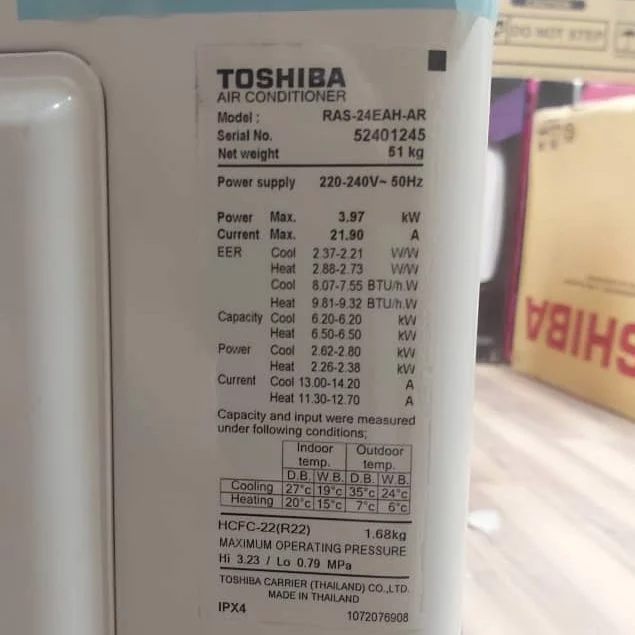 TOSHIBA
AIR CONDITIONER
Model : RAS-24EAH-AR
Serial No. 52401245
Net weight 51 kg
Power supply 220-240V~ 50Hz
Power Max. 3.97 kW
Current Max. 21.90 A
EER Cool 2.37-2.21 W/W
Heat 2.88-2.73 W/W
Cool 8.07-7.55 BTU/h.W
Heat 9.81-9.32 BTU/h.W
Capacity Cool 6.20-6.20 kW
Heat 6.50-6.50 kW
Power Cool 2.62-2.80 kW
Heat 2.26-2.38 kW
Current Cool 13.00-14.20 A
Heat 11.30-12.70 A
Capacity and input were measured
under following conditions;
Indoor temp. Outdoor temp.
D.B. W.B. D.B. W.B.
Cooling 27°c 19°c 35°c 24°c
Heating 20°c 15°c 7°c 6°c
HCFC-22(R22) 1.68kg
MAXIMUM OPERATING PRESSURE
Hi 3.23 / Lo 0.79 MPa
TOSHIBA CARRIER (THAILAND) CO.,LTD.
MADE IN THAILAND
IPX4 1072076908
DO NOT STEP
SHIBA